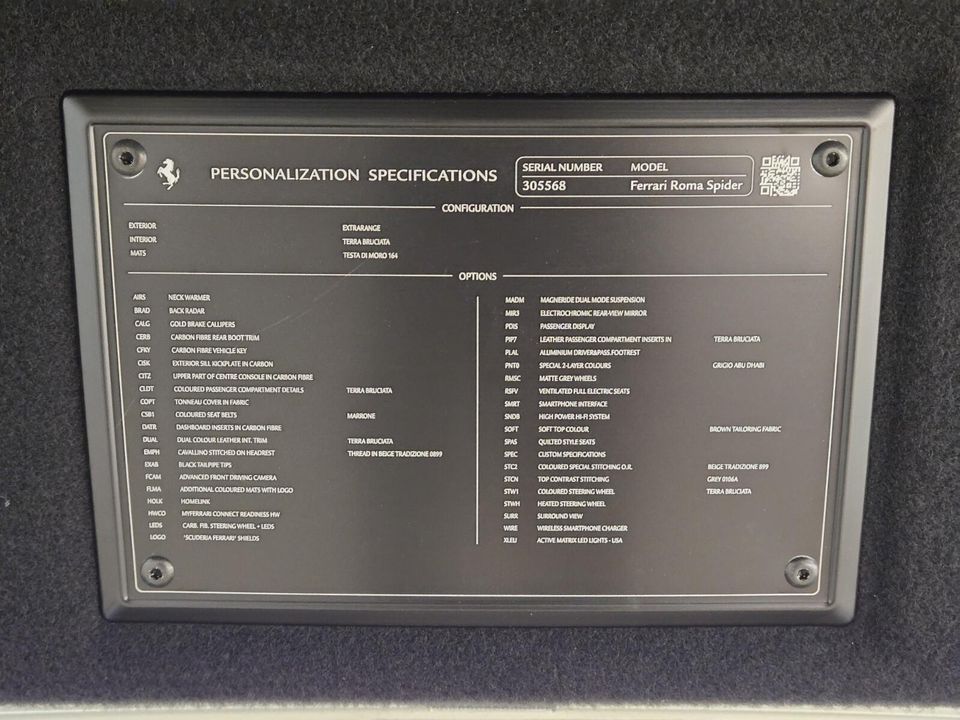 PERSONALIZATION SPECIFICATIONS
SERIAL NUMBER MODEL
305568 Ferrari Roma Spider
CONFIGURATION
EXTERIOR EXTRARANGE
INTERIOR TERRA BRUCIATA
MATS TESTA DI MORO 164
OPTIONS
AIRS NECK WARMER
BRAD BACK RADAR
CALG GOLD BRAKE CALLIPERS
CERB CARBON FIBRE REAR BOOT TRIM
CFKY CARBON FIBRE VEHICLE KEY
CISK EXTERIOR SILL KICKPLATE IN CARBON
CITZ UPPER PART OF CENTRE CONSOLE IN CARBON FIBRE
CLDT COLOURED PASSENGER COMPARTMENT DETAILS TERRA BRUCIATA
COPT TONNEAU COVER IN FABRIC
CSB1 COLOURED SEAT BELTS MARRONE
DATR DASHBOARD INSERTS IN CARBON FIBRE
DUAL DUAL COLOUR LEATHER INT. TRIM TERRA BRUCIATA
EMPH CAVALLINO STITCHED ON HEADREST THREAD IN BEIGE TRADIZIONE 0899
EXAB BLACK TAILPIPE TIPS
FCAM ADVANCED FRONT DRIVING CAMERA
FLMA ADDITIONAL COLOURED MATS WITH LOGO
HOLK HOMELINK
HWCO MYFERRARI CONNECT READINESS HW
LEDS CARB. FIB. STEERING WHEEL + LEDS
LOGO 'SCUDERIA FERRARI' SHIELDS
MADM MAGNERIDE DUAL MODE SUSPENSION
MIR3 ELECTROCHROMIC REAR-VIEW MIRROR
PDIS PASSENGER DISPLAY
PIP7 LEATHER PASSENGER COMPARTMENT INSERTS IN TERRA BRUCIATA
PLAL ALUMINIUM DRIVER&PASS.FOOTREST
PNT0 SPECIAL 2-LAYER COLOURS GRIGIO ABU DHABI
RMSC MATTE GREY WHEELS
RSFV VENTILATED FULL ELECTRIC SEATS
SMRT SMARTPHONE INTERFACE
SNDB HIGH POWER HI-FI SYSTEM
SOFT SOFT TOP COLOUR BROWN TAILORING FABRIC
SPAS QUILTED STYLE SEATS
SPEC CUSTOM SPECIFICATIONS
STC2 COLOURED SPECIAL STITCHING O.R. BEIGE TRADIZIONE 899
STCN TOP CONTRAST STITCHING GREY 0106A
STW1 COLOURED STEERING WHEEL TERRA BRUCIATA
STWH HEATED STEERING WHEEL
SURR SURROUND VIEW
WIRE WIRELESS SMARTPHONE CHARGER
XLEU ACTIVE MATRIX LED LIGHTS - USA